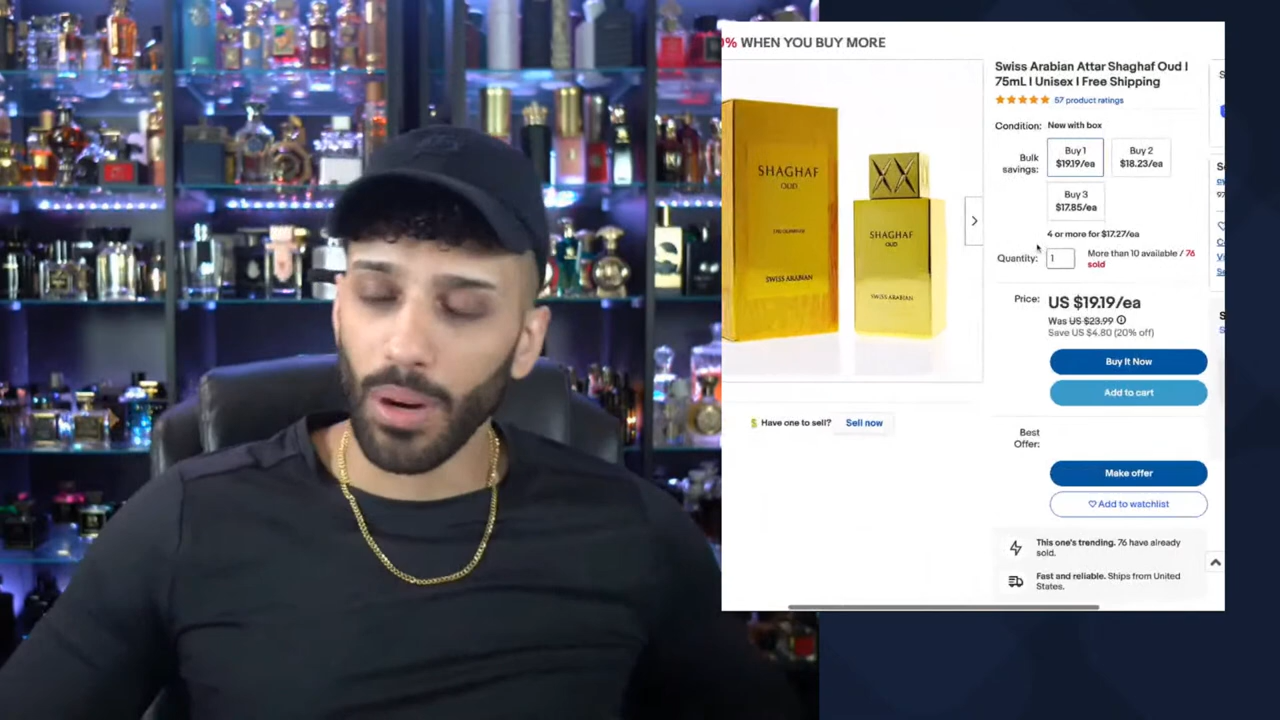 0% WHEN YOU BUY MORE
Swiss Arabian Attar Shaghaf Oud I
75mL I Unisex I Free Shipping
57 product ratings
Condition: New with box
Bulk savings:
Buy 1
$19.19/ea
Buy 2
$18.23/ea
Buy 3
$17.85/ea
4 or more for $17.27/ea
Quantity: 1
More than 10 available / 76
sold
Price: US $19.19/ea
Was US $23.99
Save US $4.80 (20% off)
Buy It Now
Add to cart
Best
Offer:
Make offer
Add to watchlist
This one's trending. 76 have already
sold.
Fast and reliable. Ships from United
States.
SHAGHAF
OUD
SWISS ARABIAN
SHAGHAF
OUD
SWISS ARABIAN
Have one to sell? Sell now